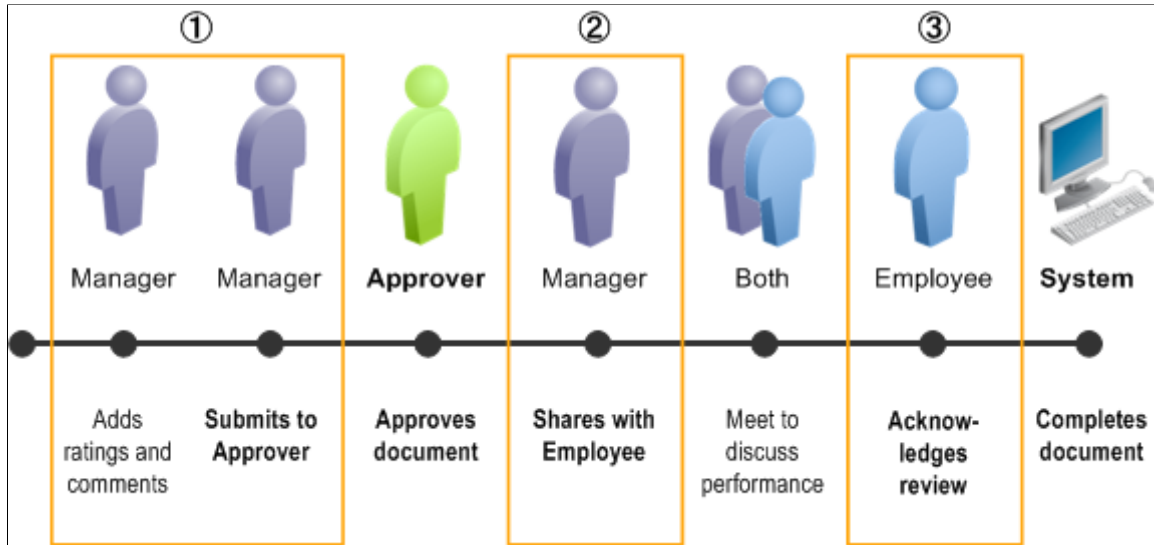 ① ② ③
Manager Manager Approver Manager Both Employee System
Adds
ratings and
comments
Submits to
Approver
Approves
document
Shares with
Employee
Meet to
discuss
performance
Acknow-
ledges
review
Completes
document